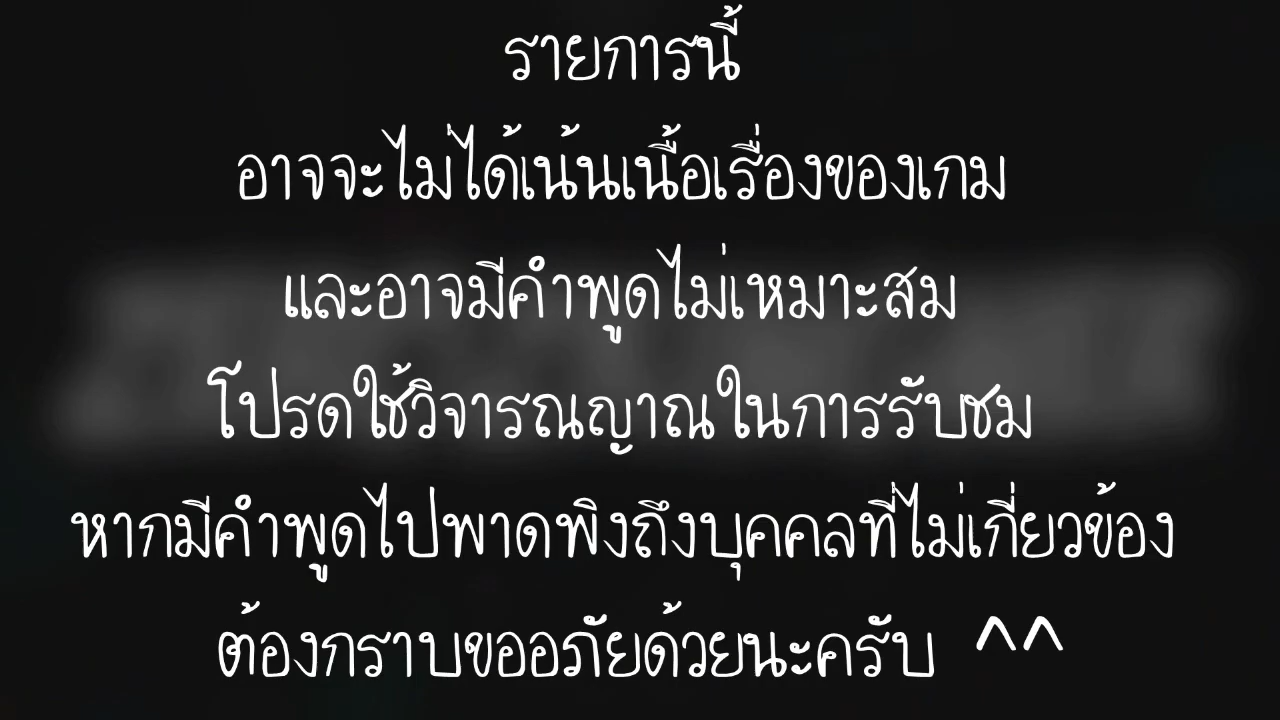 รายการนี้
อาจจะไม่ได้เน้นเนื้อเรื่องของเกม
และอาจมีคำพูดไม่เหมาะสม
โปรดใช้วิจารณญาณในการรับชม
หากมีคำพูดไปพาดพิงถึงบุคคลที่ไม่เกี่ยวข้อง
ต้องกราบขออภัยด้วยนะครับ ^^